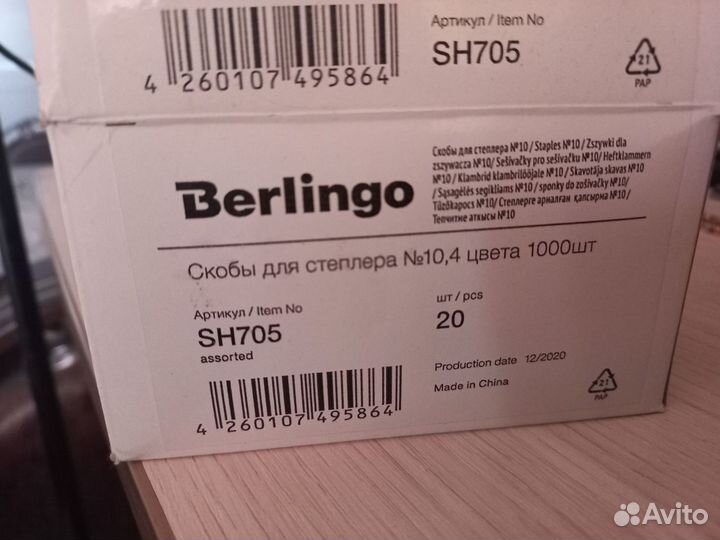 Артикул / Item No
SH705
4 260107 495864
21
PAP
Berlingo
Скобы для степлера №10 / Staples №10 / Zszywki dla
zszywacza №10/ Sešívačky pro sešívačku №10/ Heftklammern
№10 / Klambrid klambrilööjale №10 / Skavotāja skavas №10
/ Sąsagėlės segikliams №10 / sponky do zošívačky №10/
Tűzőkapocs №10/ Степлерге арналған қапсырма №10 /
Тепчитме аткысы №10
Скобы для степлера №10,4 цвета 1000шт
Артикул / Item No
SH705
assorted
шт / pcs
20
Production date 12/2020
Made in China
4 260107 495864
21
PAP
Avito